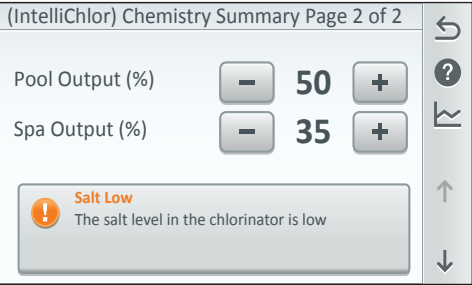 (IntelliChlor) Chemistry Summary Page 2 of 2
Pool Output (%) − 50 +
Spa Output (%) − 35 +
Salt Low
The salt level in the chlorinator is low